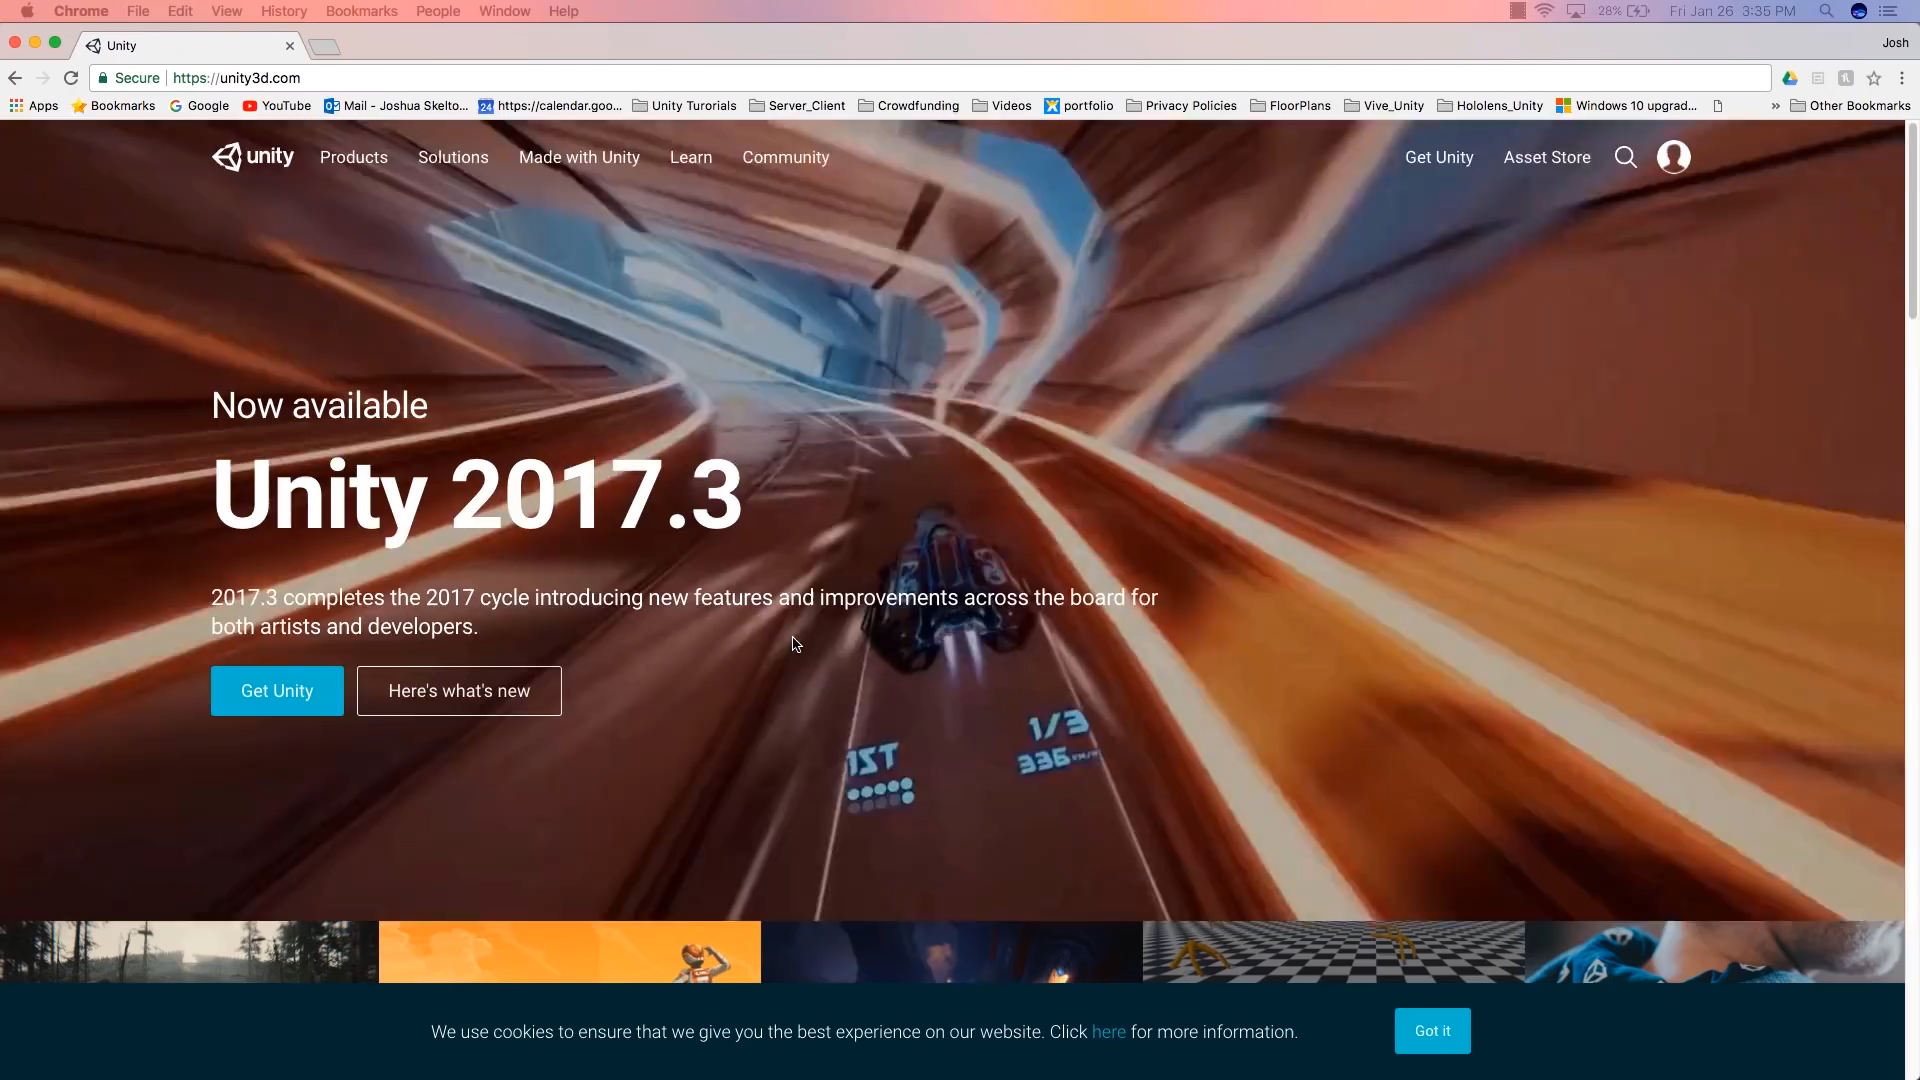 Chrome File Edit View History Bookmarks People Window Help 28% Fri Jan 26 3:35 PM
Unity Josh
Secure https://unity3d.com
Apps Bookmarks Google YouTube Mail - Joshua Skelto... 24 https://calendar.goo... Unity Turorials Server_Client Crowdfunding Videos portfolio Privacy Policies FloorPlans Vive_Unity Hololens_Unity Windows 10 upgrad... » Other Bookmarks
unity Products Solutions Made with Unity Learn Community Get Unity Asset Store
Now available
Unity 2017.3
2017.3 completes the 2017 cycle introducing new features and improvements across the board for
both artists and developers.
Get Unity Here's what's new
1/3
1ST 336
We use cookies to ensure that we give you the best experience on our website. Click here for more information. Got it